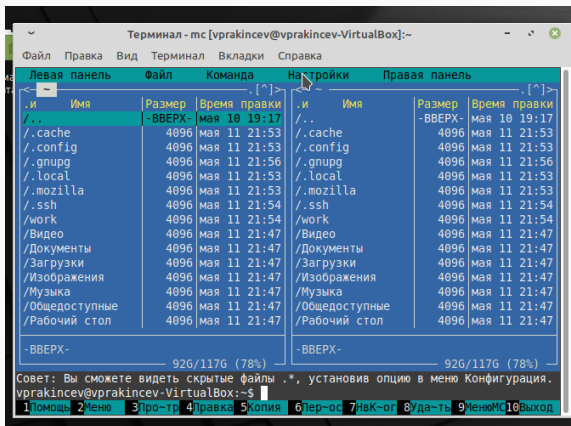 Терминал - mc [vprakincev@vprakincev-VirtualBox]:~
Файл Правка Вид Терминал Вкладки Справка
Левая панель Файл Команда Настройки Правая панель
<- ~ .[^]> <- ~ .[^]>
.и Имя Размер Время правки .и Имя Размер Время правки
/.. -ВВЕРХ- мая 10 19:17 /.. -ВВЕРХ- мая 10 19:17
/.cache 4096 мая 11 21:53 /.cache 4096 мая 11 21:53
/.config 4096 мая 11 21:53 /.config 4096 мая 11 21:53
/.gnupg 4096 мая 11 21:56 /.gnupg 4096 мая 11 21:56
/.local 4096 мая 11 21:53 /.local 4096 мая 11 21:53
/.mozilla 4096 мая 11 21:53 /.mozilla 4096 мая 11 21:53
/.ssh 4096 мая 11 21:54 /.ssh 4096 мая 11 21:54
/work 4096 мая 11 21:54 /work 4096 мая 11 21:54
/Видео 4096 мая 11 21:47 /Видео 4096 мая 11 21:47
/Документы 4096 мая 11 21:47 /Документы 4096 мая 11 21:47
/Загрузки 4096 мая 11 21:47 /Загрузки 4096 мая 11 21:47
/Изображения 4096 мая 11 21:47 /Изображения 4096 мая 11 21:47
/Музыка 4096 мая 11 21:47 /Музыка 4096 мая 11 21:47
/Общедоступные 4096 мая 11 21:47 /Общедоступные 4096 мая 11 21:47
/Рабочий стол 4096 мая 11 21:47 /Рабочий стол 4096 мая 11 21:47
-ВВЕРХ- -ВВЕРХ-
92G/117G (78%) 92G/117G (78%)
Совет: Вы сможете видеть скрытые файлы .*, установив опцию в меню Конфигурация.
vprakincev@vprakincev-VirtualBox:~$
1Помощь 2Меню 3Про~тр 4Правка 5Копия 6Пер~ос 7НвК~ог 8Уда~ть 9МенюМС 10Выход